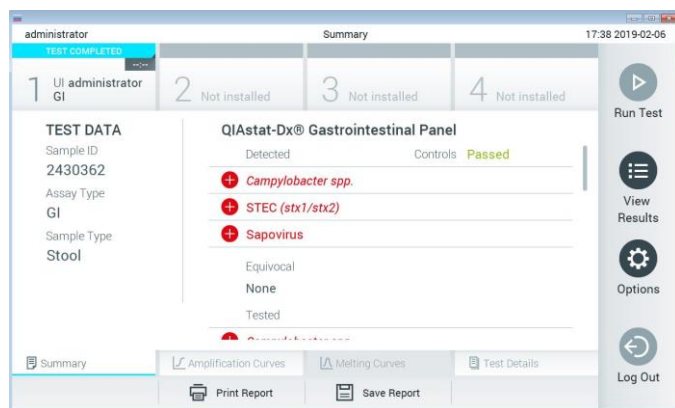 administrator Summary 17:38 2019-02-06
TEST COMPLETED
--:--
1 UI administrator
GI
2 Not installed
3 Not installed
4 Not installed
Run Test
TEST DATA
Sample ID
2430362
Assay Type
GI
Sample Type
Stool
QIAstat-Dx® Gastrointestinal Panel
Detected Controls Passed
Campylobacter spp.
STEC (stx1/stx2)
Sapovirus
Equivocal
None
Tested
View
Results
Options
Log Out
Summary
Amplification Curves
Melting Curves
Test Details
Print Report
Save Report